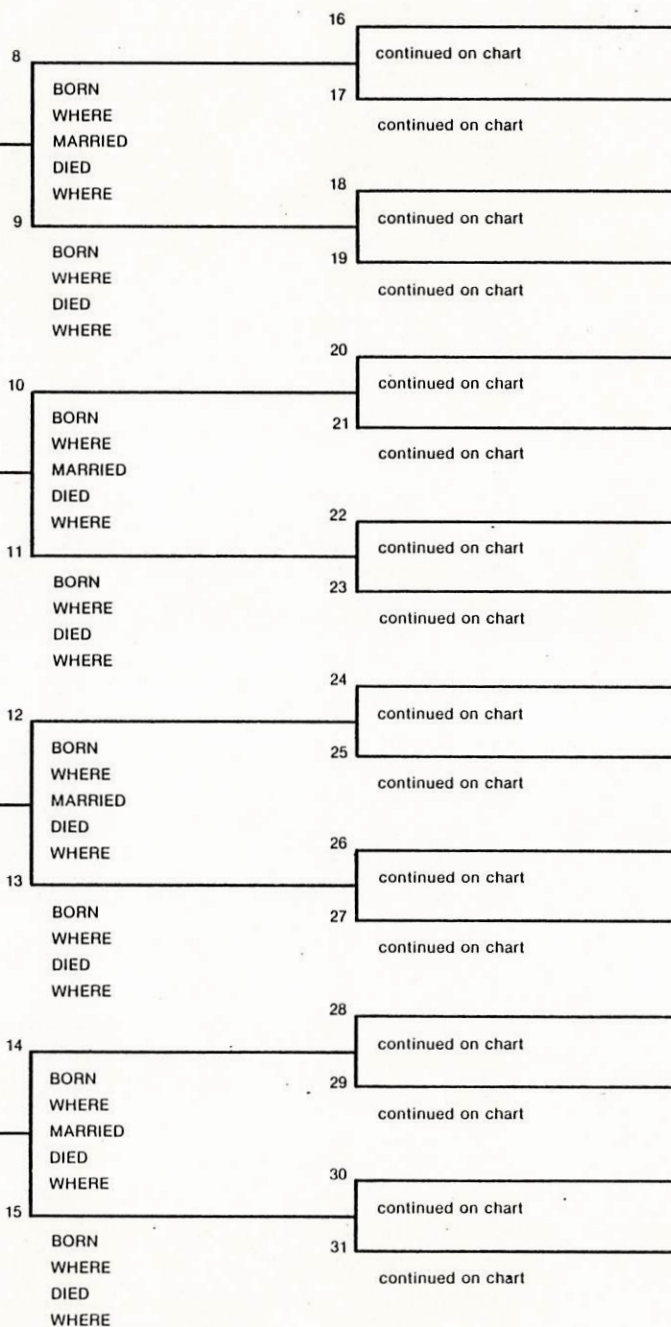 16
continued on chart
8
BORN
WHERE
MARRIED
DIED
WHERE
17
continued on chart
18
continued on chart
9
BORN
WHERE
DIED
WHERE
19
continued on chart
20
continued on chart
10
BORN
WHERE
MARRIED
DIED
WHERE
21
continued on chart
22
continued on chart
11
BORN
WHERE
DIED
WHERE
23
continued on chart
24
continued on chart
12
BORN
WHERE
MARRIED
DIED
WHERE
25
continued on chart
26
continued on chart
13
BORN
WHERE
DIED
WHERE
27
continued on chart
28
continued on chart
14
BORN
WHERE
MARRIED
DIED
WHERE
29
continued on chart
30
continued on chart
15
BORN
WHERE
DIED
WHERE
31
continued on chart